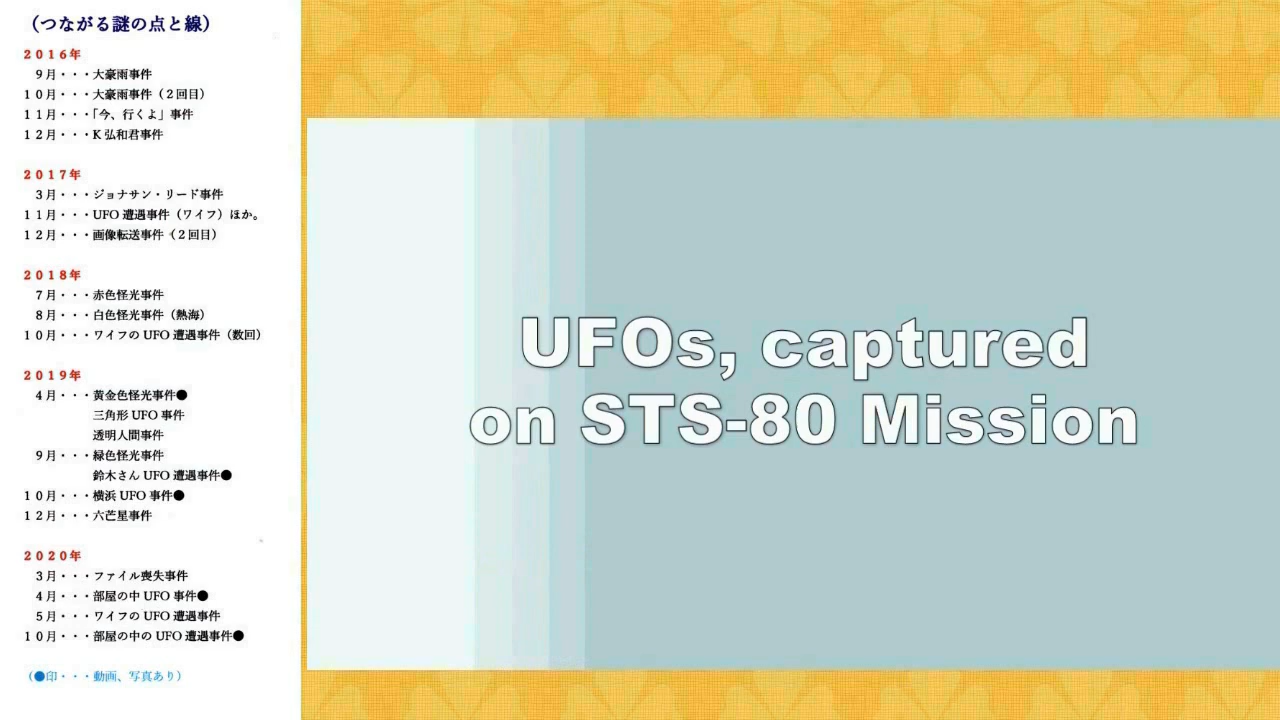 （つながる謎の点と線）
２０１６年
９月・・・大豪雨事件
１０月・・・大豪雨事件（２回目）
１１月・・・「今、行くよ」事件
１２月・・・K 弘和君事件
２０１７年
３月・・・ジョナサン・リード事件
１１月・・・UFO 遭遇事件（ワイフ）ほか。
１２月・・・画像転送事件（２回目）
２０１８年
７月・・・赤色怪光事件
８月・・・白色怪光事件（熱海）
１０月・・・ワイフの UFO 遭遇事件（数回）
２０１９年
４月・・・黄金色怪光事件●
三角形 UFO 事件
透明人間事件
９月・・・緑色怪光事件
鈴木さん UFO 遭遇事件●
１０月・・・横浜 UFO 事件●
１２月・・・六芒星事件
２０２０年
３月・・・ファイル喪失事件
４月・・・部屋の中 UFO 事件●
５月・・・ワイフの UFO 遭遇事件
１０月・・・部屋の中の UFO 遭遇事件●
（●印・・・動画、写真あり）
UFOs, captured
on STS-80 Mission